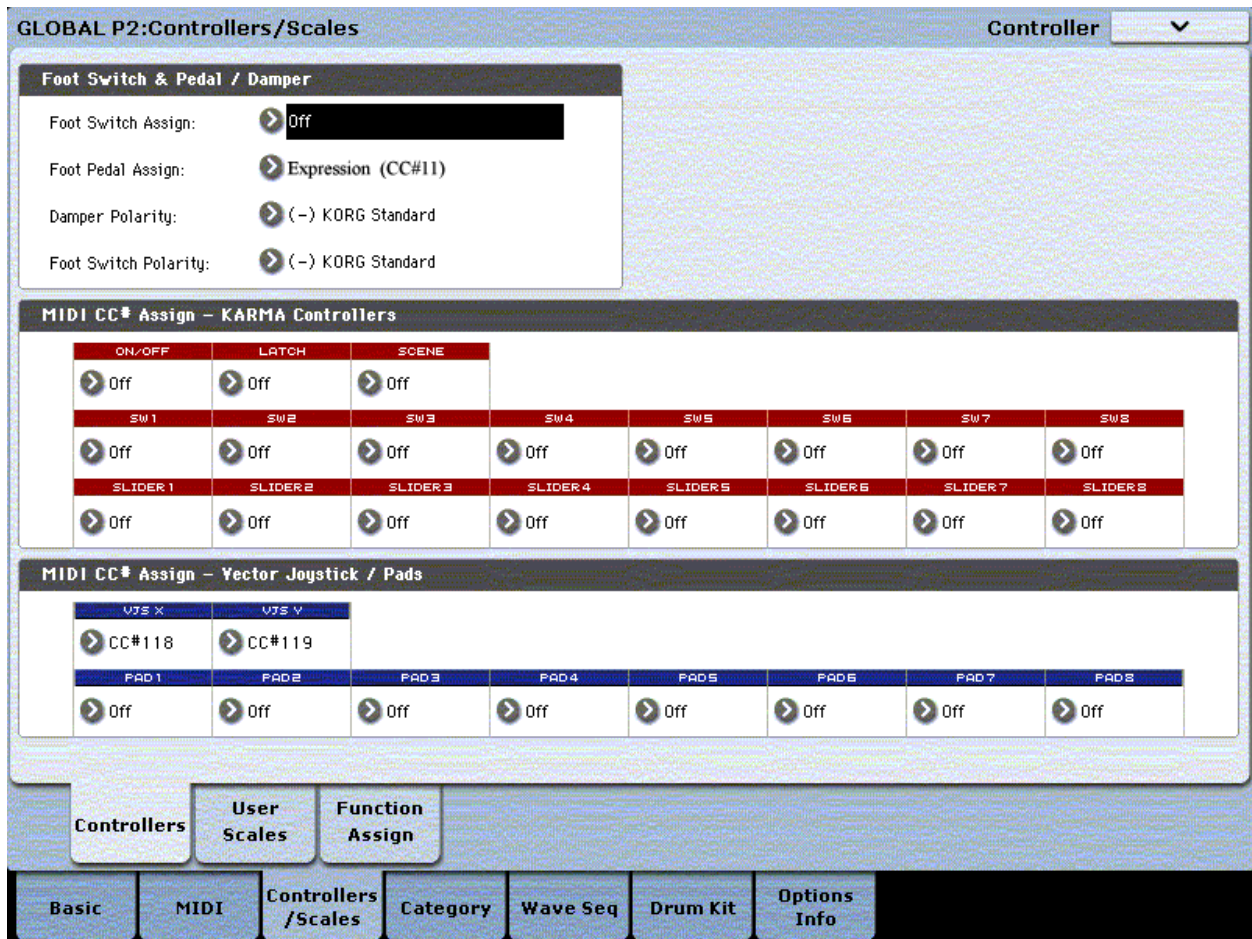 GLOBAL P2:Controllers/Scales Controller
Foot Switch & Pedal / Damper
Foot Switch Assign: Off
Foot Pedal Assign: Expression (CC#11)
Damper Polarity: (-) KORG Standard
Foot Switch Polarity: (-) KORG Standard
MIDI CC# Assign - KARMA Controllers
ON/OFF LATCH SCENE
Off Off Off
SW1 SW2 SW3 SW4 SW5 SW6 SW7 SW8
Off Off Off Off Off Off Off Off
SLIDER1 SLIDER2 SLIDER3 SLIDER4 SLIDER5 SLIDER6 SLIDER7 SLIDER8
Off Off Off Off Off Off Off Off
MIDI CC# Assign - Vector Joystick / Pads
VJS X VJS Y
CC#118 CC#119
PAD1 PAD2 PAD3 PAD4 PAD5 PAD6 PAD7 PAD8
Off Off Off Off Off Off Off Off
Controllers
User
Scales
Function
Assign
Basic
MIDI
Controllers
/Scales
Category
Wave Seq
Drum Kit
Options
Info